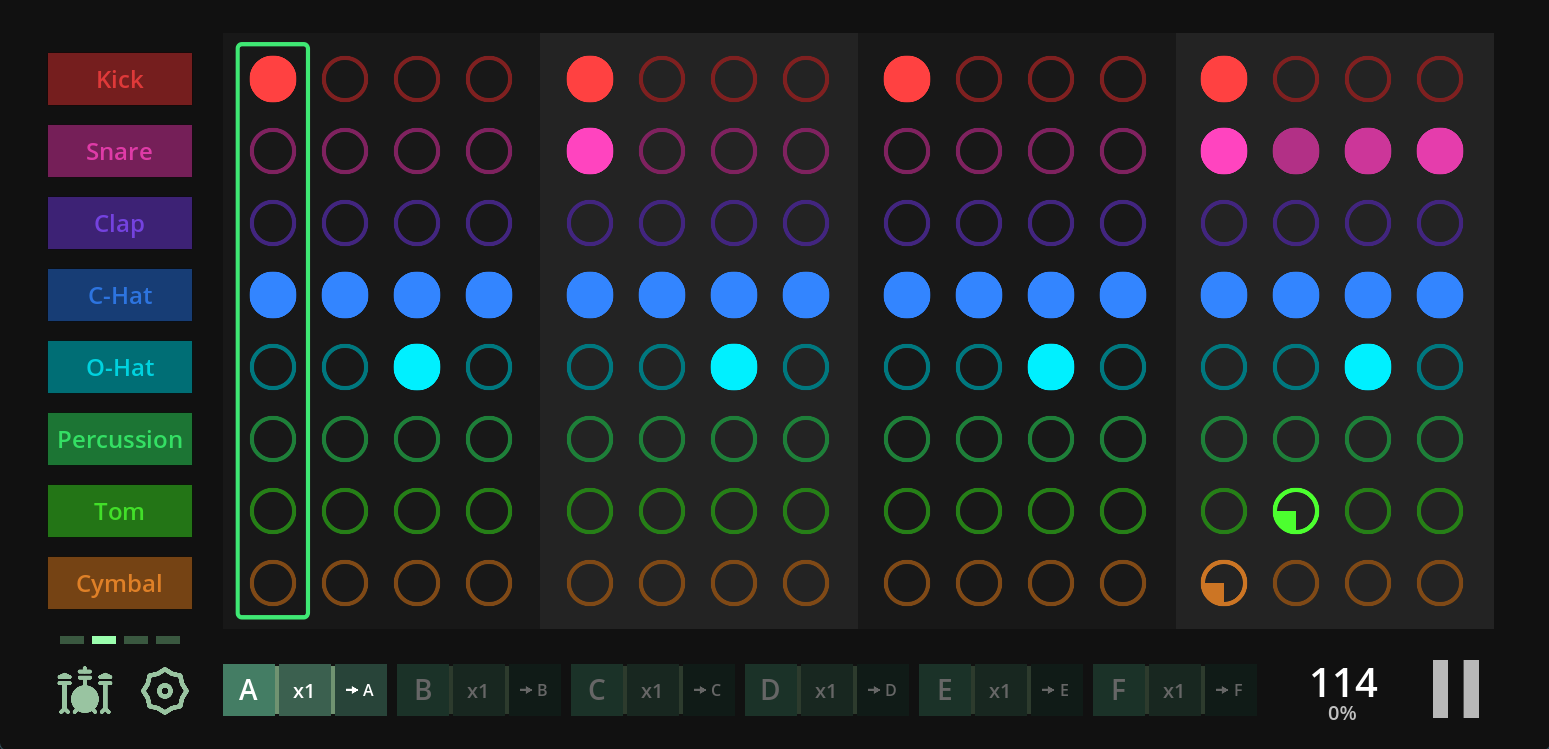 Kick
Snare
Clap
C-Hat
O-Hat
Percussion
Tom
Cymbal
A x1 → A B x1 → B C x1 → C D x1 → D E x1 → E F x1 → F 114
0%